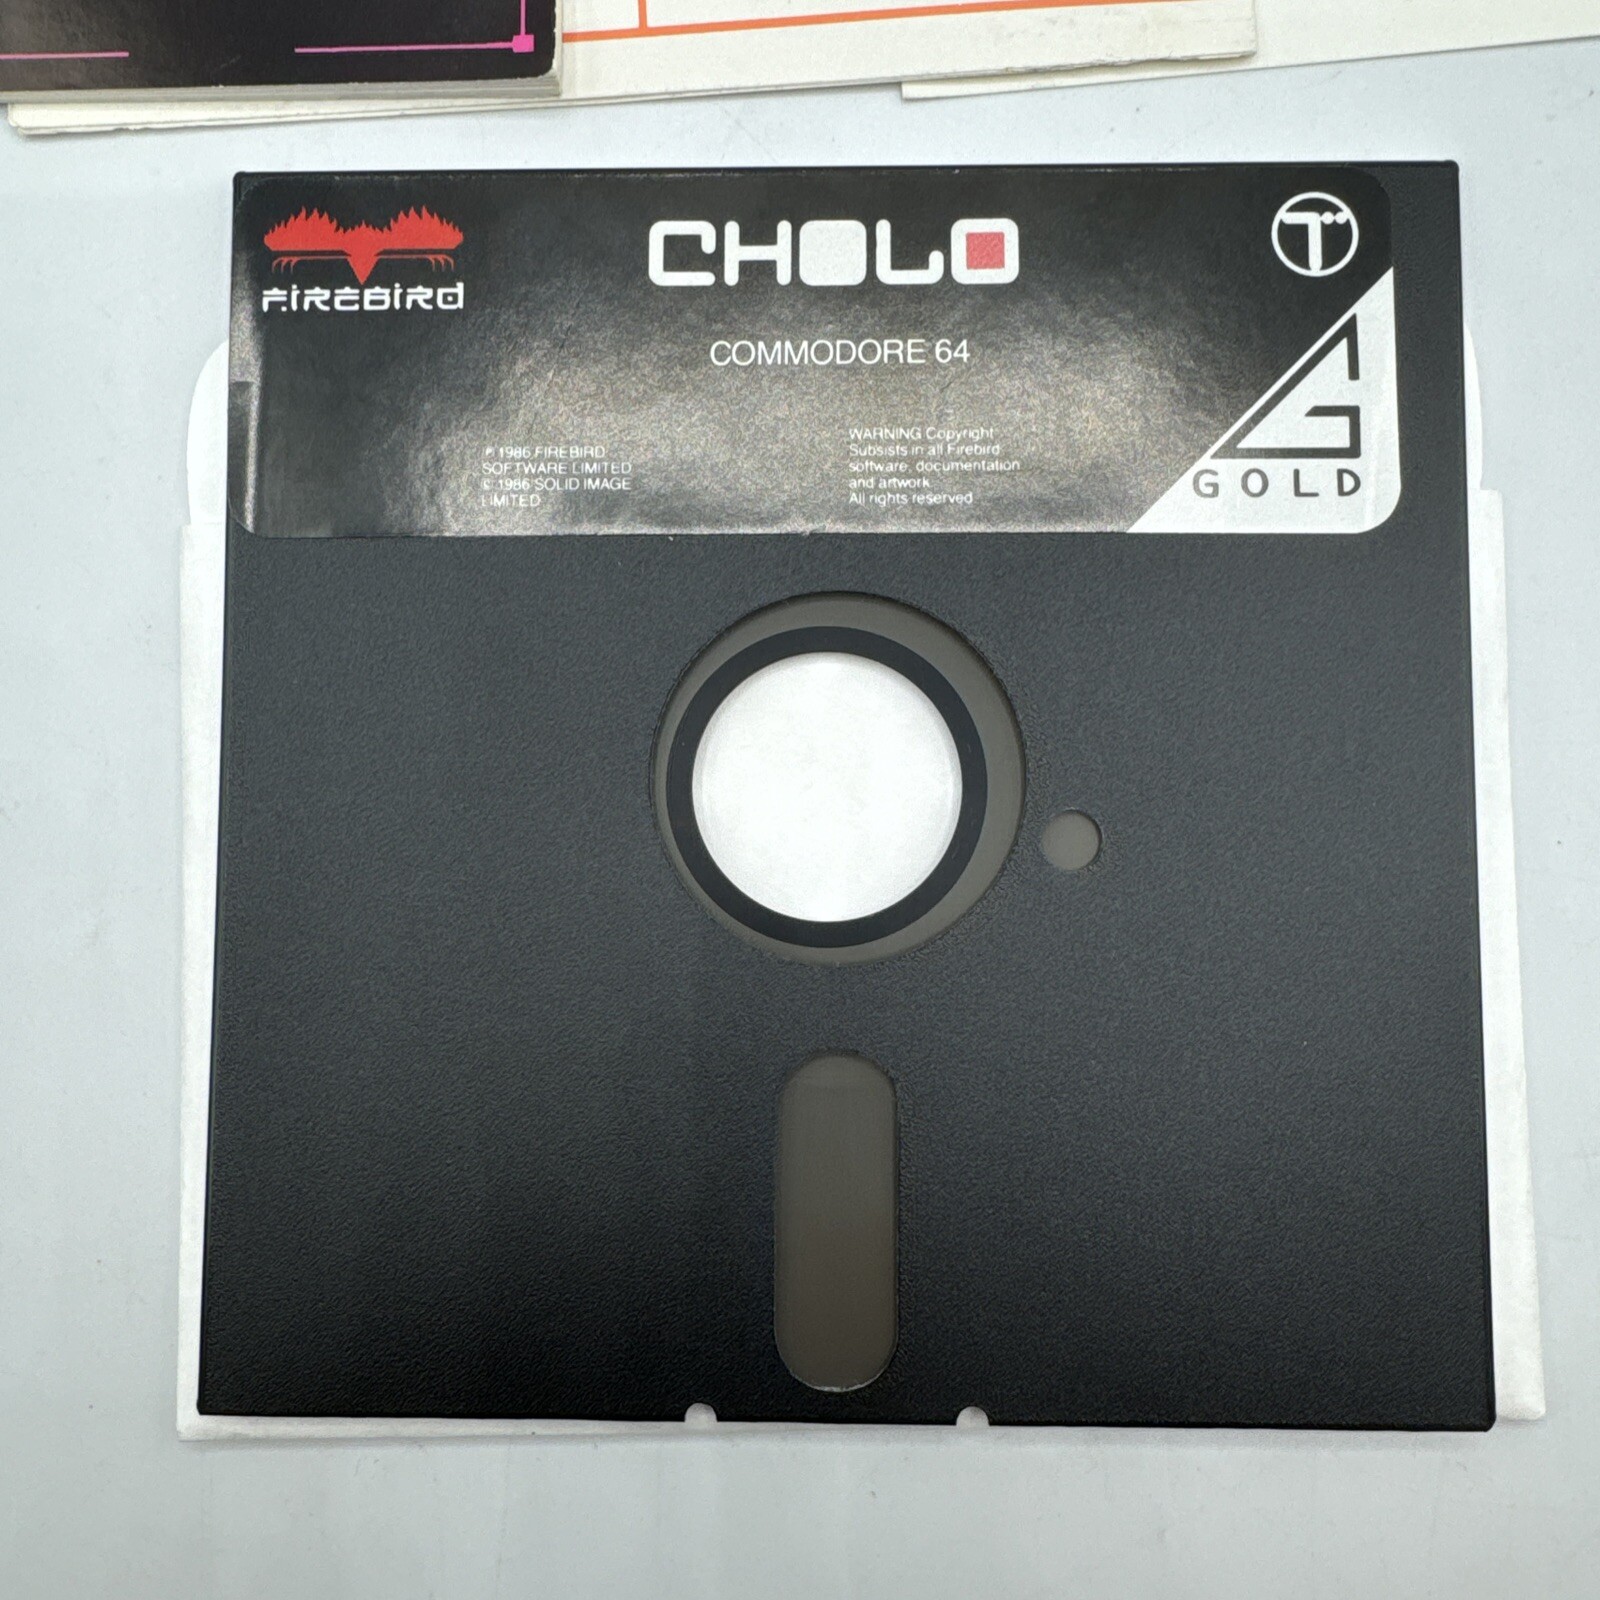 FIREBIRD
CHOLO
COMMODORE 64
℗ 1986 FIREBIRD
SOFTWARE LIMITED
© 1986 SOLID IMAGE
LIMITED
WARNING Copyright
Subsists in all Firebird
software, documentation
and artwork
All rights reserved
GOLD